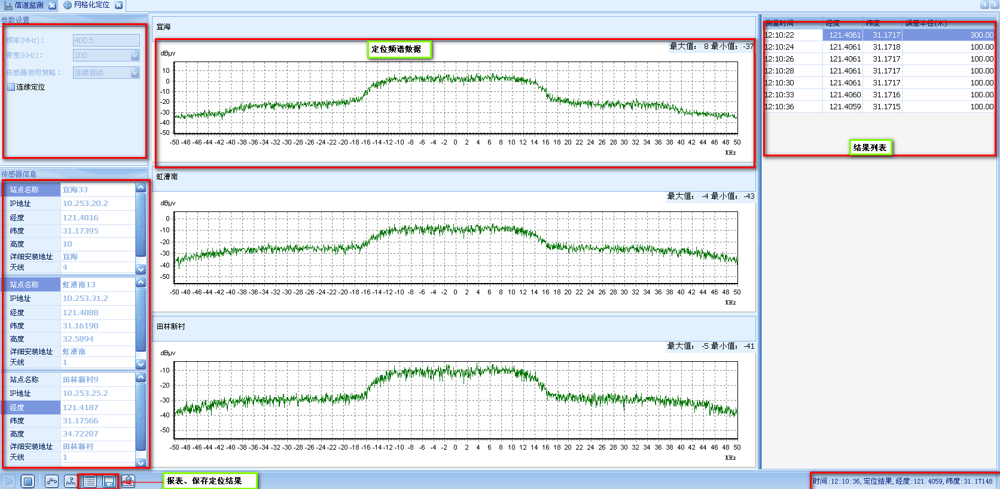 信道监测 网格化定位
参数设置
频率(MHz)： 400.5
带宽(KHz)： 100
传感器使用策略： 连续自动
连续定位
传感器信息
站点名称 宜海33
IP地址 10.253.20.2
经度 121.4016
纬度 31.17395
高度 10
详细安装地址 宜海
天线 4
站点名称 虹漕南13
IP地址 10.253.31.2
经度 121.4088
纬度 31.16198
高度 32.5894
详细安装地址 虹漕南
天线 1
站点名称 田林新村9
IP地址 10.253.25.2
经度 121.4187
纬度 31.17566
高度 34.72287
详细安装地址 田林新村
天线 1
宜海
定位频谱数据
最大值： 8 最小值：-37
dBμv
10
0
-10
-20
-30
-40
-50
-50 -48 -46 -44 -42 -40 -38 -36 -34 -32 -30 -28 -26 -24 -22 -20 -18 -16 -14 -12 -10 -8 -6 -4 -2 0 2 4 6 8 10 12 14 16 18 20 22 24 26 28 30 32 34 36 38 40 42 44 46 48 50
KHz
虹漕南
最大值： -4 最小值：-43
dBμv
0
-10
-20
-30
-40
-50
-50 -48 -46 -44 -42 -40 -38 -36 -34 -32 -30 -28 -26 -24 -22 -20 -18 -16 -14 -12 -10 -8 -6 -4 -2 0 2 4 6 8 10 12 14 16 18 20 22 24 26 28 30 32 34 36 38 40 42 44 46 48 50
KHz
田林新村
最大值： -5 最小值：-41
dBμv
-10
-20
-30
-40
-50
-50 -48 -46 -44 -42 -40 -38 -36 -34 -32 -30 -28 -26 -24 -22 -20 -18 -16 -14 -12 -10 -8 -6 -4 -2 0 2 4 6 8 10 12 14 16 18 20 22 24 26 28 30 32 34 36 38 40 42 44 46 48 50
KHz
测量时间 经度 纬度 误差半径(米)
12:10:22 121.4061 31.1717 300.00
12:10:24 121.4061 31.1718 100.00
12:10:26 121.4061 31.1717 100.00
12:10:28 121.4061 31.1717 100.00
12:10:30 121.4061 31.1717 100.00
12:10:33 121.4060 31.1716 100.00
12:10:36 121.4059 31.1715 100.00
结果列表
报表、保存定位结果
时间:12:10:36,定位结果,经度:121.4059,纬度:31.17148